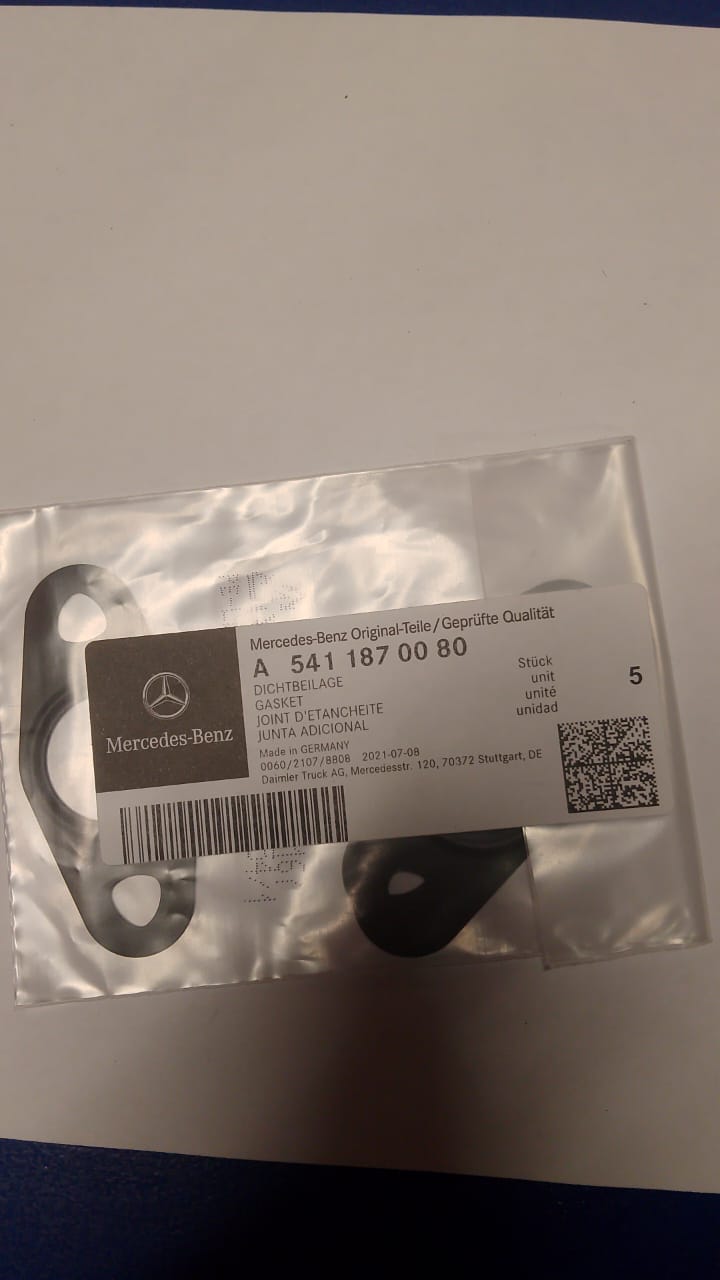 Mercedes-Benz Original-Teile / Geprüfte Qualität
A 541 187 00 80
DICHTBEILAGE
GASKET
JOINT D'ETANCHEITE
JUNTA ADICIONAL
Stück
unit
unité
unidad
5
Made in GERMANY
0060/2107/8808 2021-07-08
Daimler Truck AG, Mercedesstr. 120, 70372 Stuttgart, DE
Mercedes-Benz